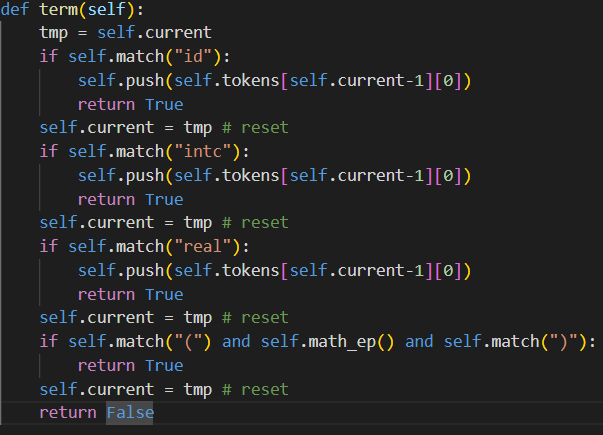 def term(self):
    tmp = self.current
    if self.match("id"):
        self.push(self.tokens[self.current-1][0])
        return True
    self.current = tmp # reset
    if self.match("intc"):
        self.push(self.tokens[self.current-1][0])
        return True
    self.current = tmp # reset
    if self.match("real"):
        self.push(self.tokens[self.current-1][0])
        return True
    self.current = tmp # reset
    if self.match("(") and self.math_ep() and self.match(")"):
        return True
    self.current = tmp # reset
    return False